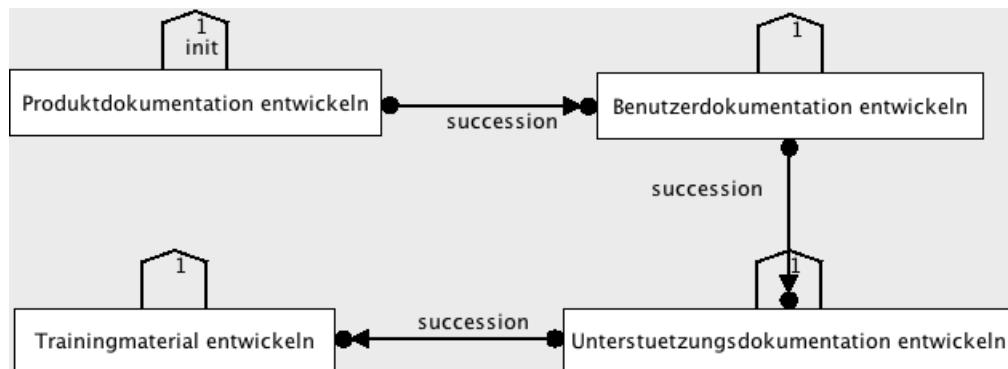 1
init
Produktdokumentation entwickeln
succession
1
Benutzerdokumentation entwickeln
succession
1
Unterstuetzungsdokumentation entwickeln
succession
1
Trainingmaterial entwickeln